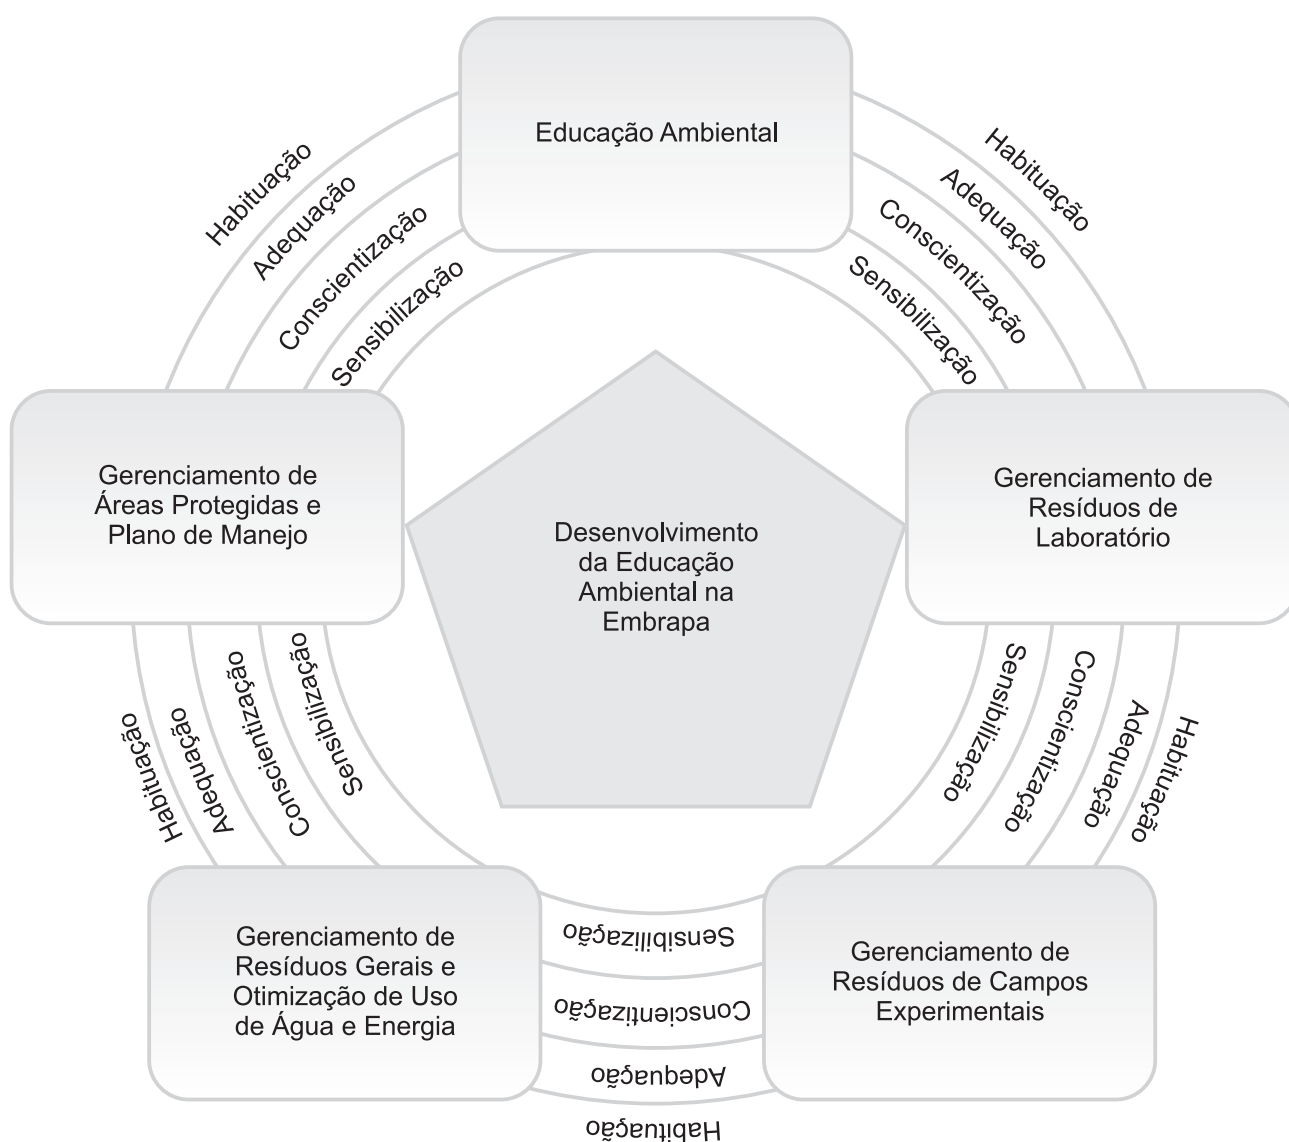 Educação Ambiental
Habituação
Adequação
Conscientização
Sensibilização
Habituação
Adequação
Conscientização
Sensibilização
Gerenciamento de
Áreas Protegidas e
Plano de Manejo
Desenvolvimento
da Educação
Ambiental na
Embrapa
Gerenciamento de
Resíduos de
Laboratório
Habituação
Adequação
Conscientização
Sensibilização
Sensibilização
Conscientização
Adequação
Habituação
Gerenciamento de
Resíduos Gerais e
Otimização de Uso
de Água e Energia
Sensibilização
Conscientização
Adequação
Habituação
Gerenciamento de
Resíduos de Campos
Experimentais